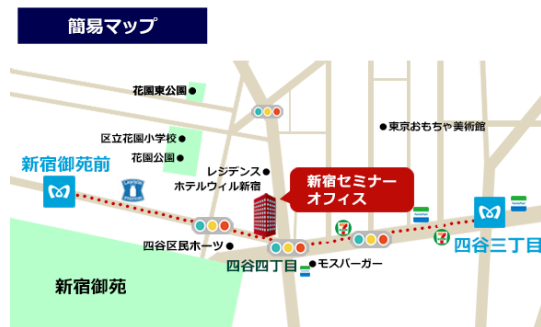 簡易マップ
花園東公園
区立花園小学校
花園公園
新宿御苑前
レジデンス
ホテルウィル新宿
東京おもちゃ美術館
新宿セミナー
オフィス
四谷区民ホーツ
四谷四丁目
モスバーガー
四谷三丁目
新宿御苑